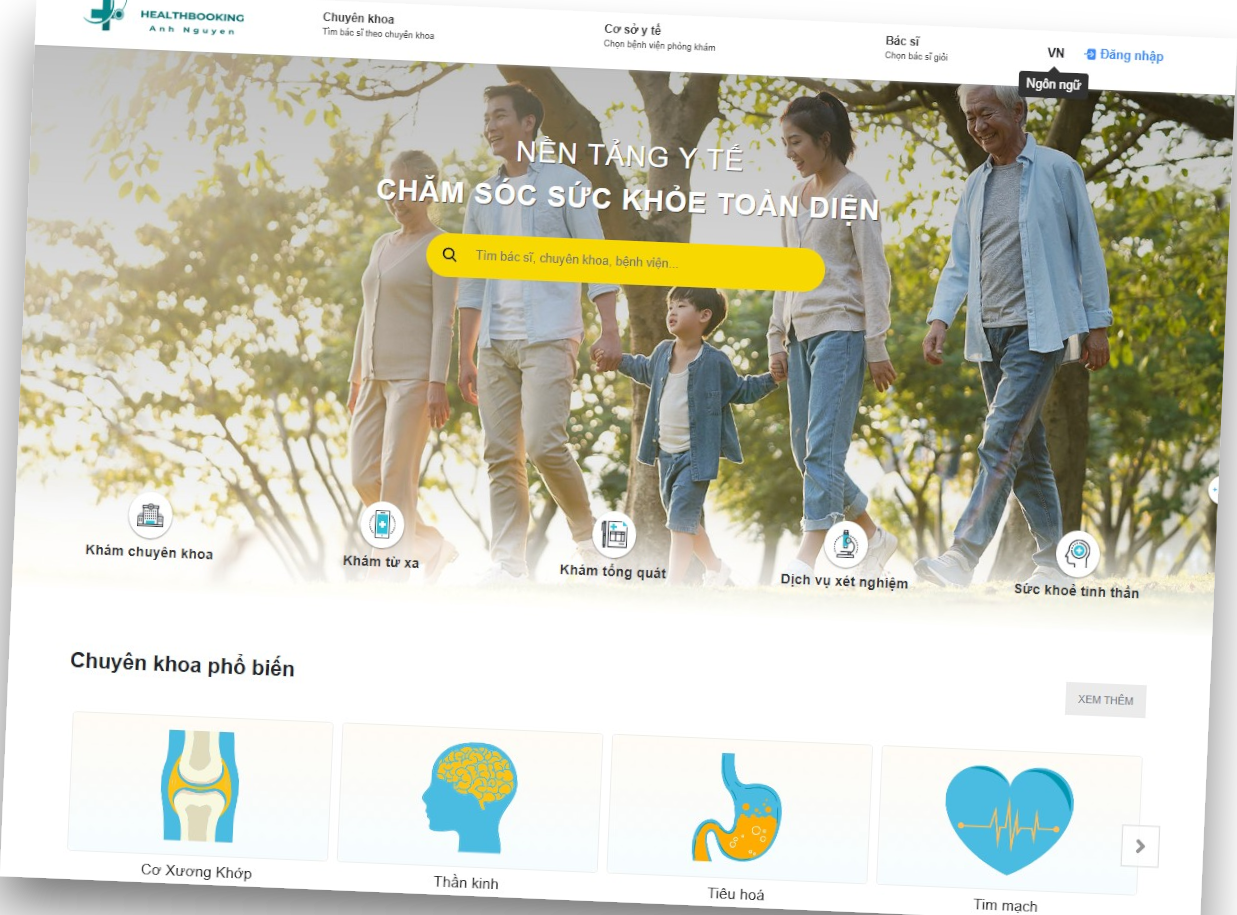 HEALTHBOOKING
Anh Nguyen
Chuyên khoa
Tìm bác sĩ theo chuyên khoa
Cơ sở y tế
Chọn bệnh viện phòng khám
Bác sĩ
Chọn bác sĩ giỏi
VN
Đăng nhập
Ngôn ngữ
NỀN TẢNG Y TẾ
CHĂM SÓC SỨC KHỎE TOÀN DIỆN
Tìm bác sĩ, chuyên khoa, bệnh viện...
Khám chuyên khoa
Khám từ xa
Khám tổng quát
Dịch vụ xét nghiệm
Sức khoẻ tinh thần
Chuyên khoa phổ biến
XEM THÊM
Cơ Xương Khớp
Thần kinh
Tiêu hoá
Tim mạch